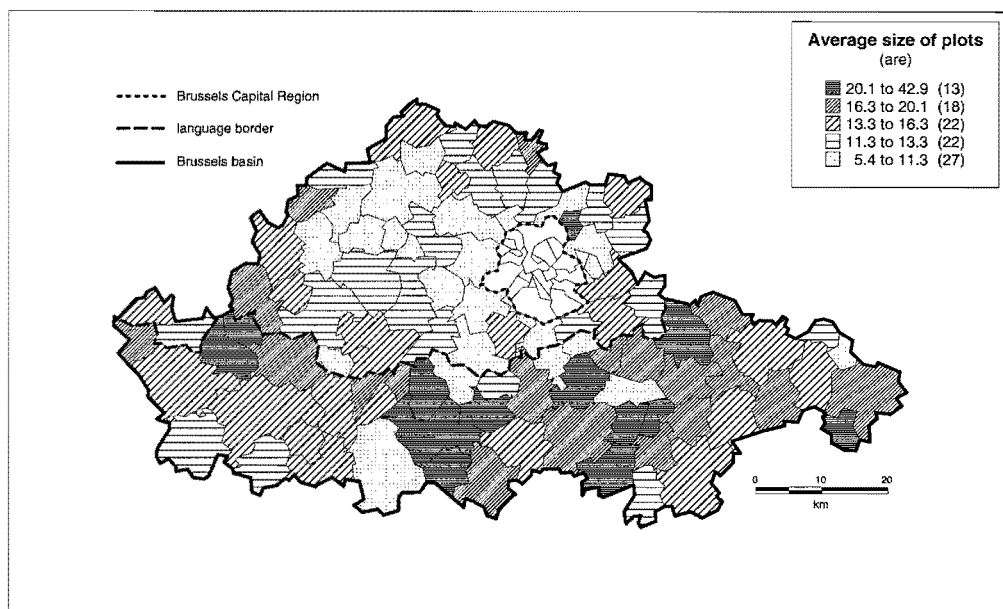 Average size of plots
(are)
20.1 to 42.9 (13)
16.3 to 20.1 (18)
13.3 to 16.3 (22)
11.3 to 13.3 (22)
5.4 to 11.3 (27)
Brussels Capital Region
language border
Brussels basin
0 10 20
km